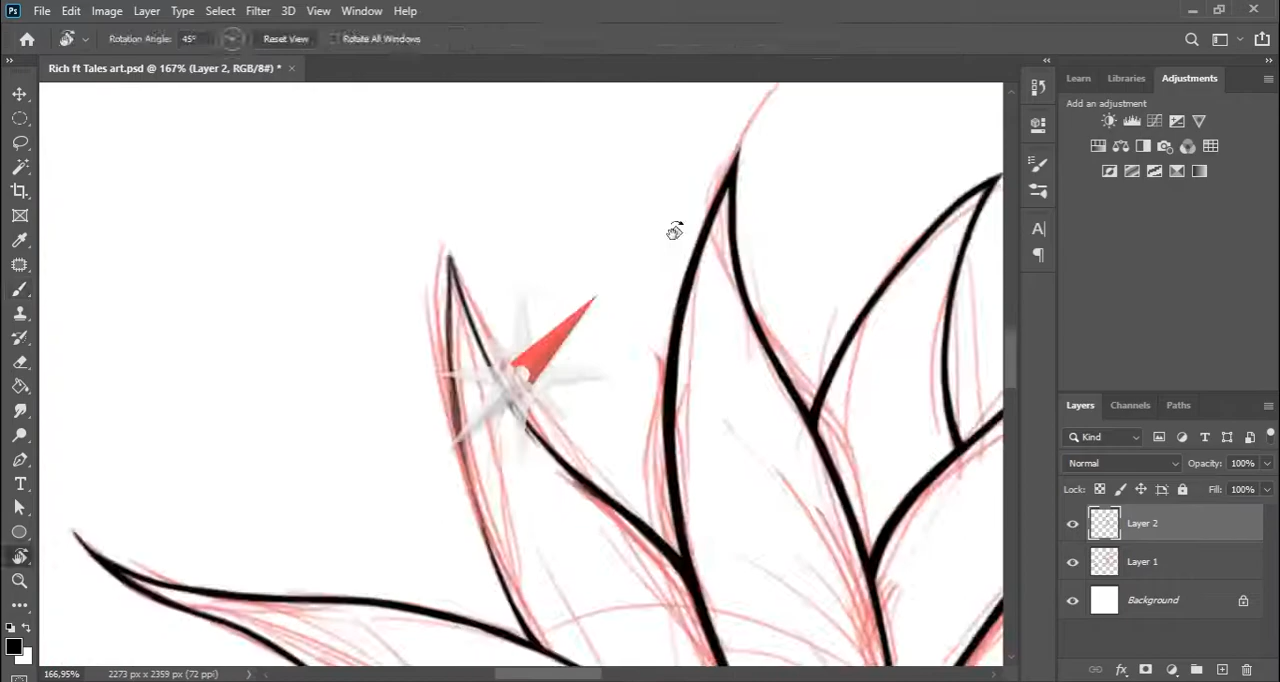 Ps File Edit Image Layer Type Select Filter 3D View Window Help
Rotation Angle: 45° Reset View Rotate All Windows
Rich ft Tales art.psd @ 167% (Layer 2, RGB/8#) * ×
Learn Libraries Adjustments
Add an adjustment
Layers Channels Paths
Kind
Normal Opacity: 100%
Lock: Fill: 100%
Layer 2
Layer 1
Background
166,95% 2273 px x 2359 px (72 ppi)